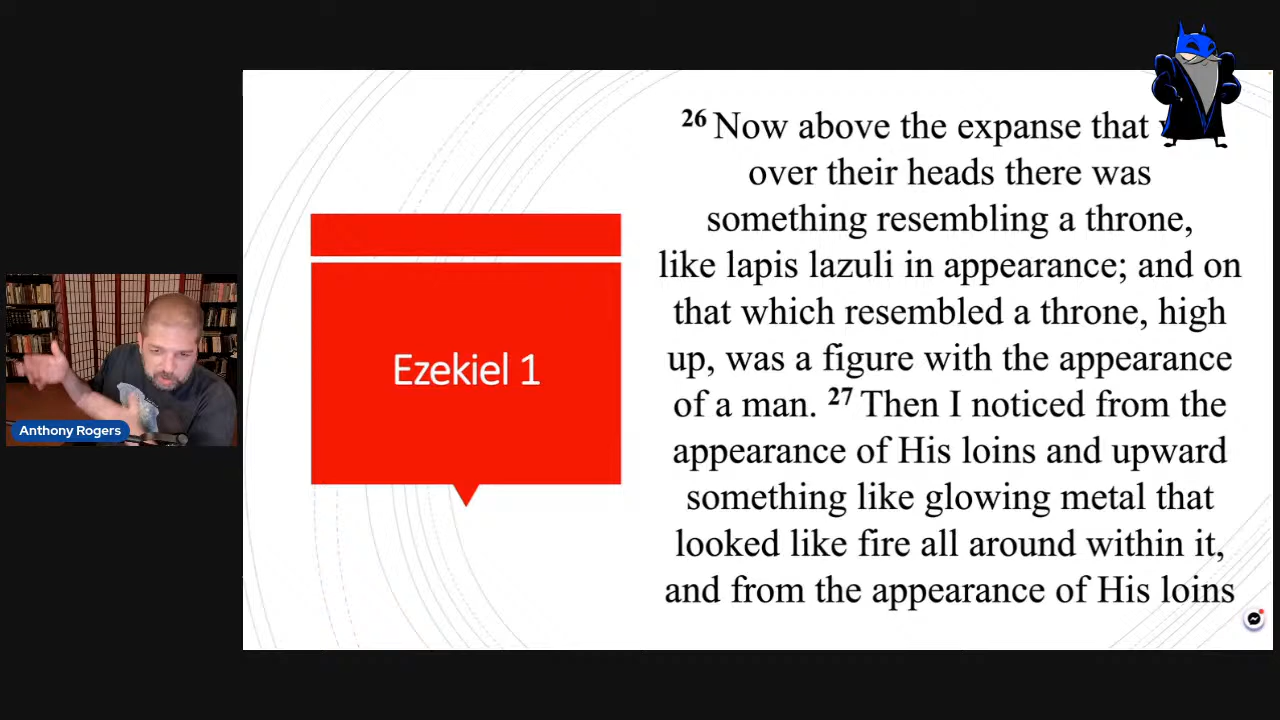 26 Now above the expanse that
over their heads there was
something resembling a throne,
like lapis lazuli in appearance; and on
that which resembled a throne, high
up, was a figure with the appearance
of a man. 27 Then I noticed from the
appearance of His loins and upward
something like glowing metal that
looked like fire all around within it,
and from the appearance of His loins
Ezekiel 1
Anthony Rogers